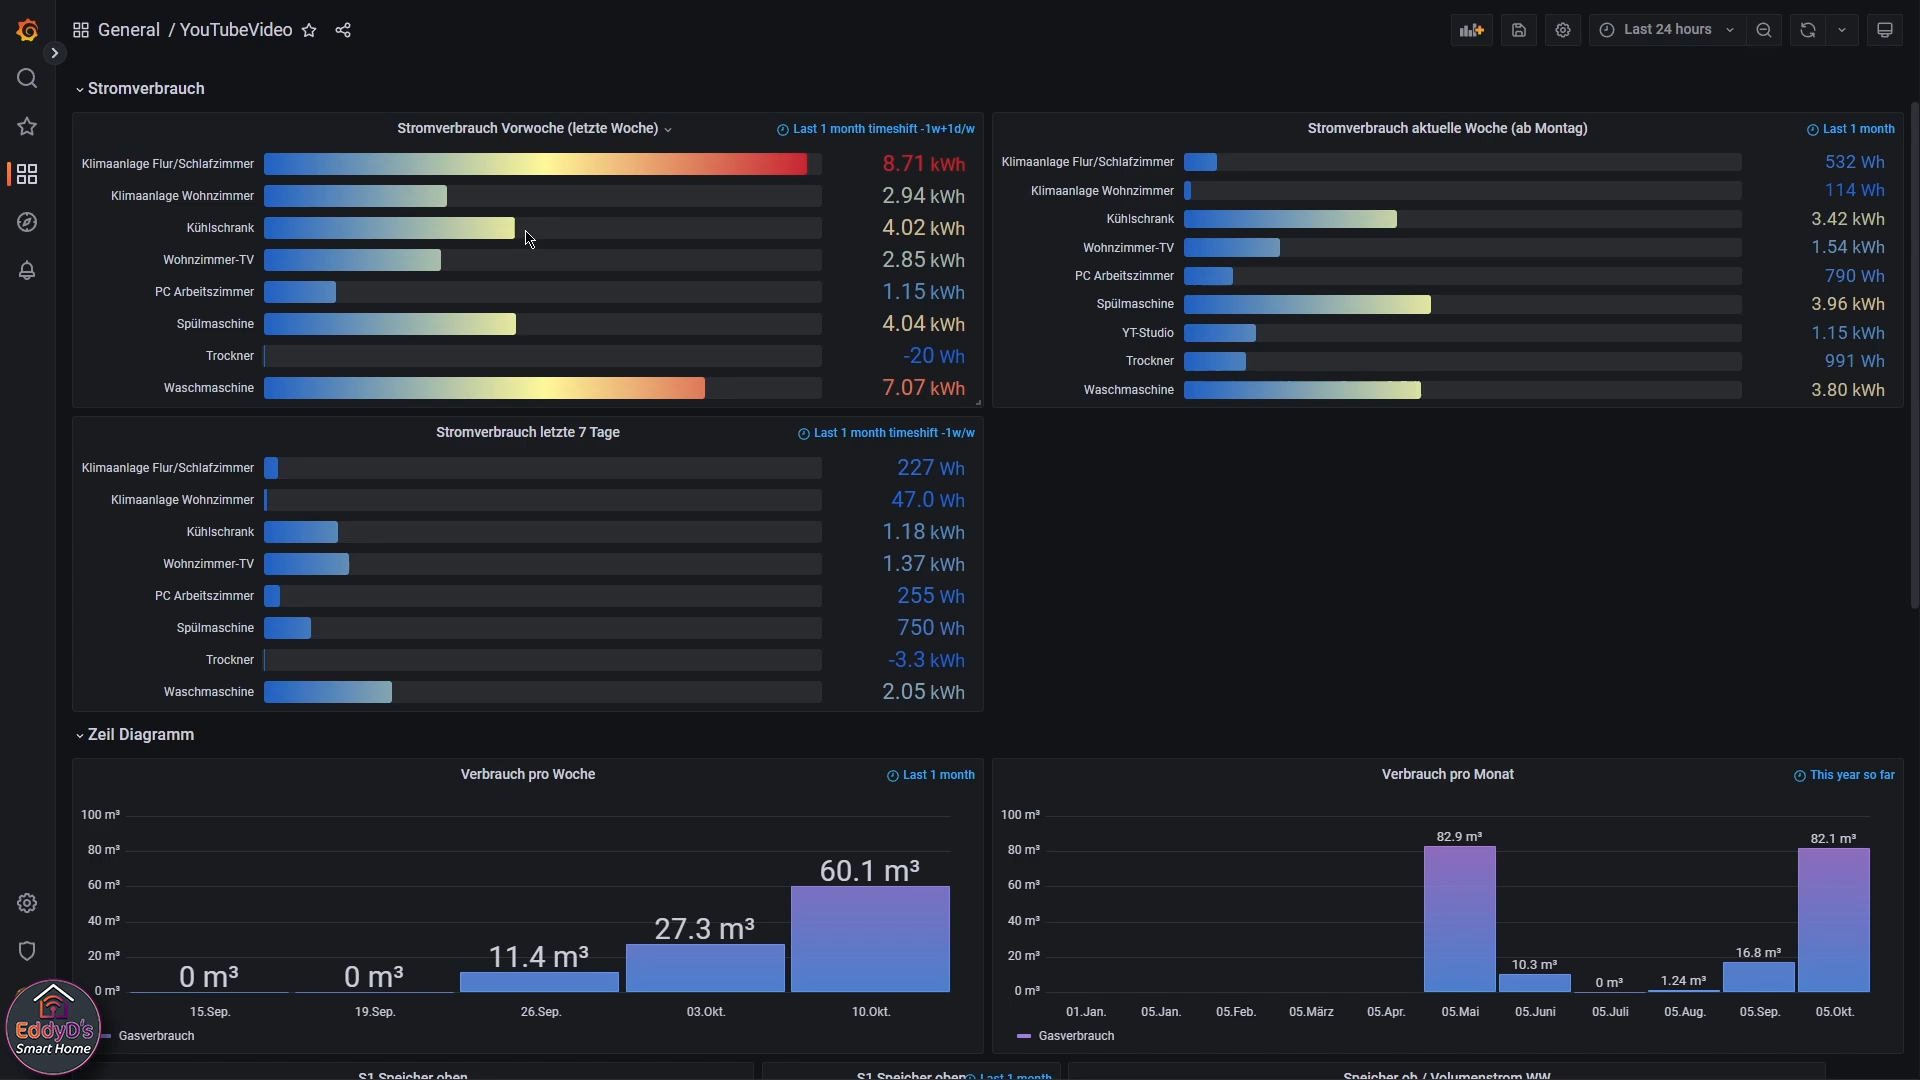 General / YouTubeVideo
Last 24 hours
Stromverbrauch
Stromverbrauch Vorwoche (letzte Woche)
Last 1 month timeshift -1w+1d/w
Klimaanlage Flur/Schlafzimmer 8.71 kWh
Klimaanlage Wohnzimmer 2.94 kWh
Kühlschrank 4.02 kWh
Wohnzimmer-TV 2.85 kWh
PC Arbeitszimmer 1.15 kWh
Spülmaschine 4.04 kWh
Trockner -20 Wh
Waschmaschine 7.07 kWh
Stromverbrauch aktuelle Woche (ab Montag)
Last 1 month
Klimaanlage Flur/Schlafzimmer 532 Wh
Klimaanlage Wohnzimmer 114 Wh
Kühlschrank 3.42 kWh
Wohnzimmer-TV 1.54 kWh
PC Arbeitszimmer 790 Wh
Spülmaschine 3.96 kWh
YT-Studio 1.15 kWh
Trockner 991 Wh
Waschmaschine 3.80 kWh
Stromverbrauch letzte 7 Tage
Last 1 month timeshift -1w/w
Klimaanlage Flur/Schlafzimmer 227 Wh
Klimaanlage Wohnzimmer 47.0 Wh
Kühlschrank 1.18 kWh
Wohnzimmer-TV 1.37 kWh
PC Arbeitszimmer 255 Wh
Spülmaschine 750 Wh
Trockner -3.3 kWh
Waschmaschine 2.05 kWh
Zeil Diagramm
Verbrauch pro Woche
Last 1 month
100 m³
80 m³
60 m³
40 m³
20 m³
0 m³
0 m³
0 m³
11.4 m³
27.3 m³
60.1 m³
15.Sep. 19.Sep. 26.Sep. 03.Okt. 10.Okt.
Gasverbrauch
Verbrauch pro Monat
This year so far
100 m³
80 m³
60 m³
40 m³
20 m³
0 m³
82.9 m³
10.3 m³
0 m³
1.24 m³
16.8 m³
82.1 m³
01.Jan. 05.Jan. 05.Feb. 05.März 05.Apr. 05.Mai 05.Juni 05.Juli 05.Aug. 05.Sep. 05.Okt.
Gasverbrauch
EddyD's
Smart Home
S1 Speicher oben
S1 Speicher oben
Last 1 month
Speicher ob / Volumenstrom WW